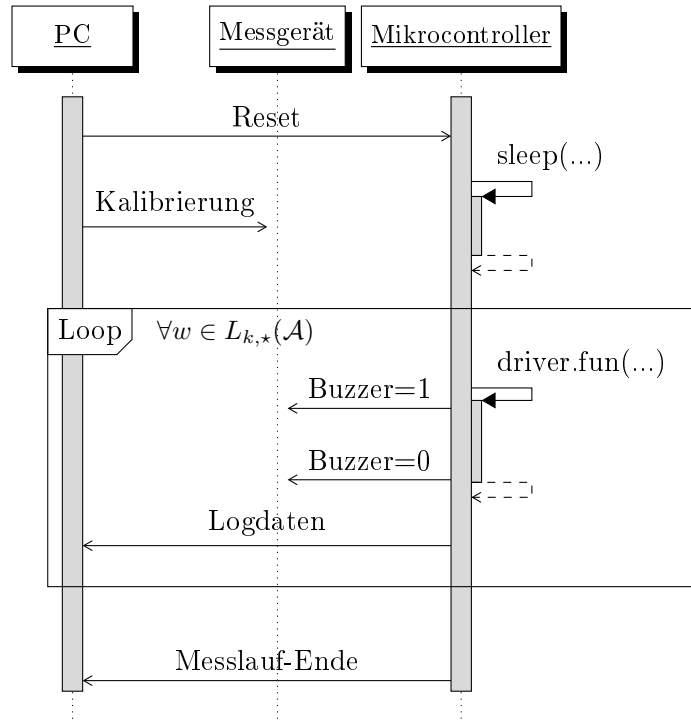 PC
Messgerät
Mikrocontroller
Reset
sleep(...)
Kalibrierung
Loop
∀w ∈ L_{k,⋆}(𝒜)
driver.fun(...)
Buzzer=1
Buzzer=0
Logdaten
Messlauf-Ende